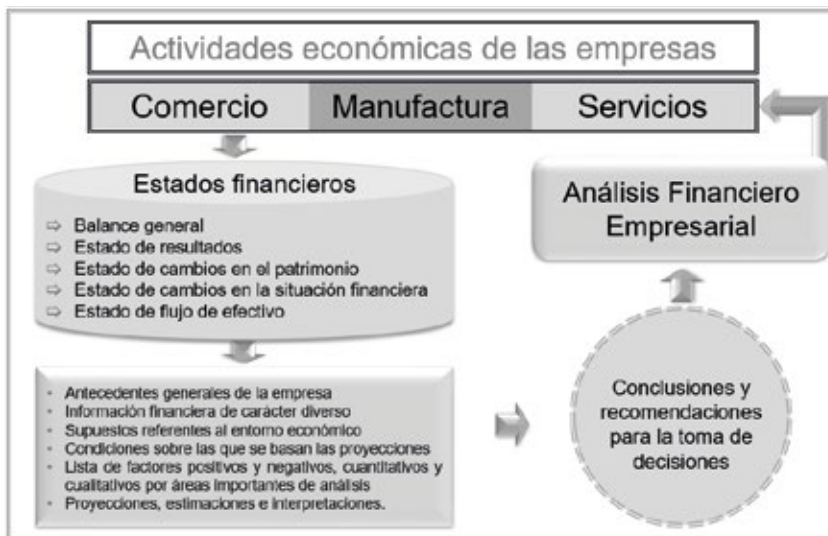 Actividades económicas de las empresas
Comercio Manufactura Servicios
Estados financieros
⇨ Balance general
⇨ Estado de resultados
⇨ Estado de cambios en el patrimonio
⇨ Estado de cambios en la situación financiera
⇨ Estado de flujo de efectivo
• Antecedentes generales de la empresa
• Información financiera de carácter diverso
• Supuestos referentes al entorno económico
• Condiciones sobre las que se basan las proyecciones
• Lista de factores positivos y negativos, cuantitativos y
cualitativos por áreas importantes de análisis
• Proyecciones, estimaciones e interpretaciones.
Conclusiones y
recomendaciones
para la toma de
decisiones
Análisis Financiero
Empresarial